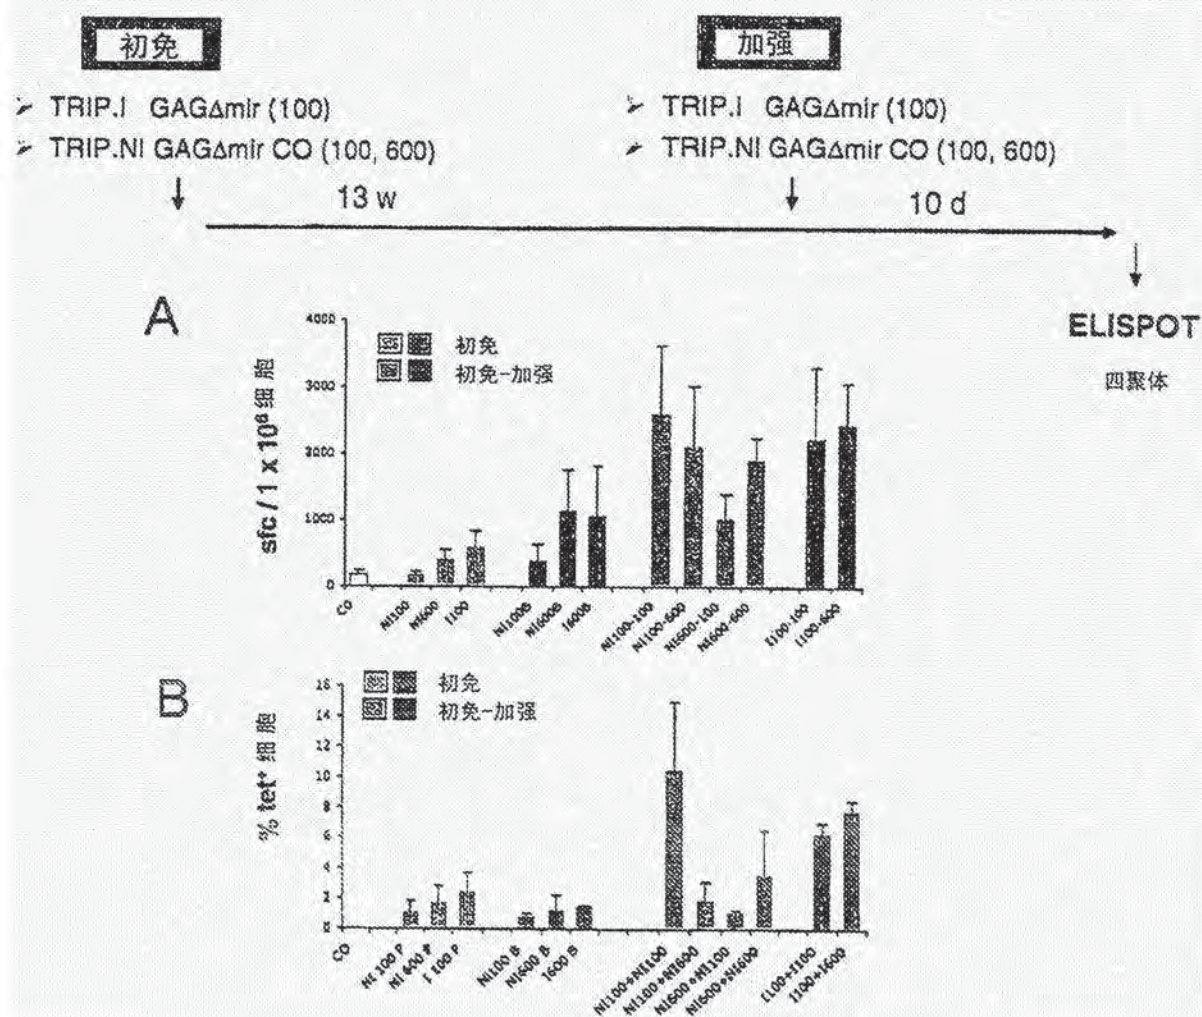 初免
加强
➢ TRIP.I GAGΔmir (100)
➢ TRIP.NI GAGΔmir CO (100, 600)
➢ TRIP.I GAGΔmir (100)
➢ TRIP.NI GAGΔmir CO (100, 600)
13 w
10 d
ELISPOT
四聚体
A
sfc / 1 x 10⁶ 细胞
4000
3000
2000
1000
0
初免
初免-加强
CO
NI100
NI600
I100
NI100B
NI600B
I600B
NI100-100
NI100-600
NI600-100
NI600-600
I100-100
I100-600
B
% tet⁺ 细胞
16
14
12
10
8
6
4
2
0
初免
初免-加强
CO
NI 100 P
NI 600 P
I 100 P
NI100 B
NI600 B
I600 B
NI100+NI100
NI100+NI600
NI600+NI100
NI600+NI600
I100+I100
I100+I600